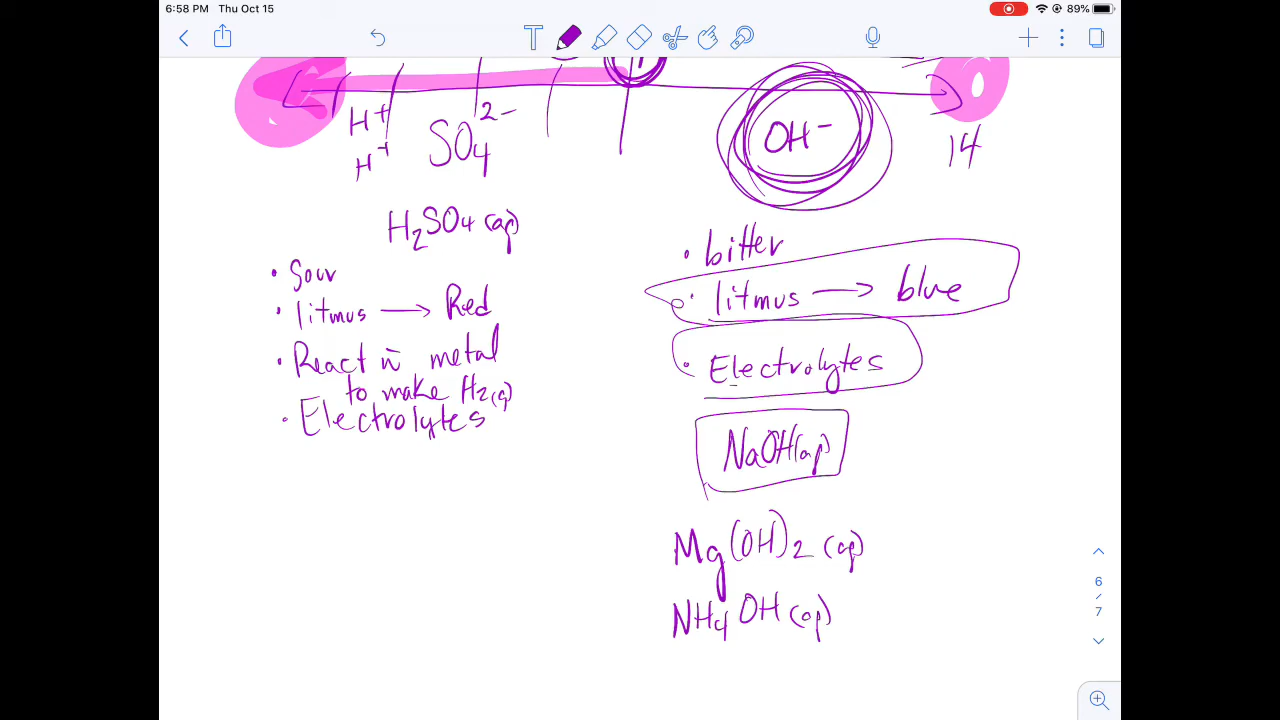 6:58 PM Thu Oct 15
89%
T
H+
H+
SO4 2-
OH-
14
H2SO4 (aq)
• Sour
• litmus → Red
• React w metal
to make H2(g)
• Electrolytes
• bitter
• litmus → blue
• Electrolytes
NaOH(aq)
Mg(OH)2 (aq)
NH4OH (aq)
6
/
7